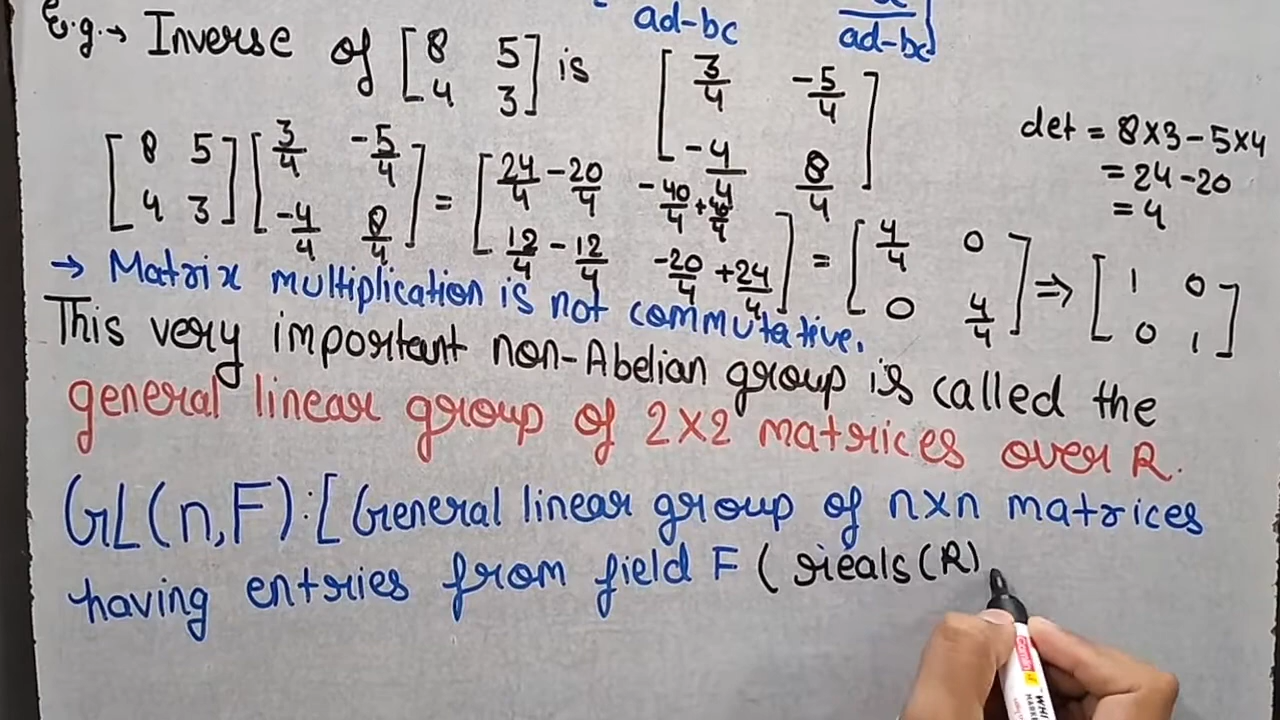 ad-bc ad-bc
E.g.→ Inverse of [8 5 4 3] is [3/4 -5/4 -4/4 8/4]
det = 8×3-5×4
= 24-20
= 4
[8 5 4 3] [3/4 -5/4 -4/4 8/4] = [24/4-20/4 -40/4+40/4 12/4-12/4 -20/4+24/4] = [4/4 0 0 4/4] ⇒ [1 0 0 1]
→ Matrix multiplication is not commutative.
This very important non-Abelian group is called the
general linear group of 2×2 matrices over R.
GL(n,F):[General linear group of n×n matrices
having entries from field F (reals(R)